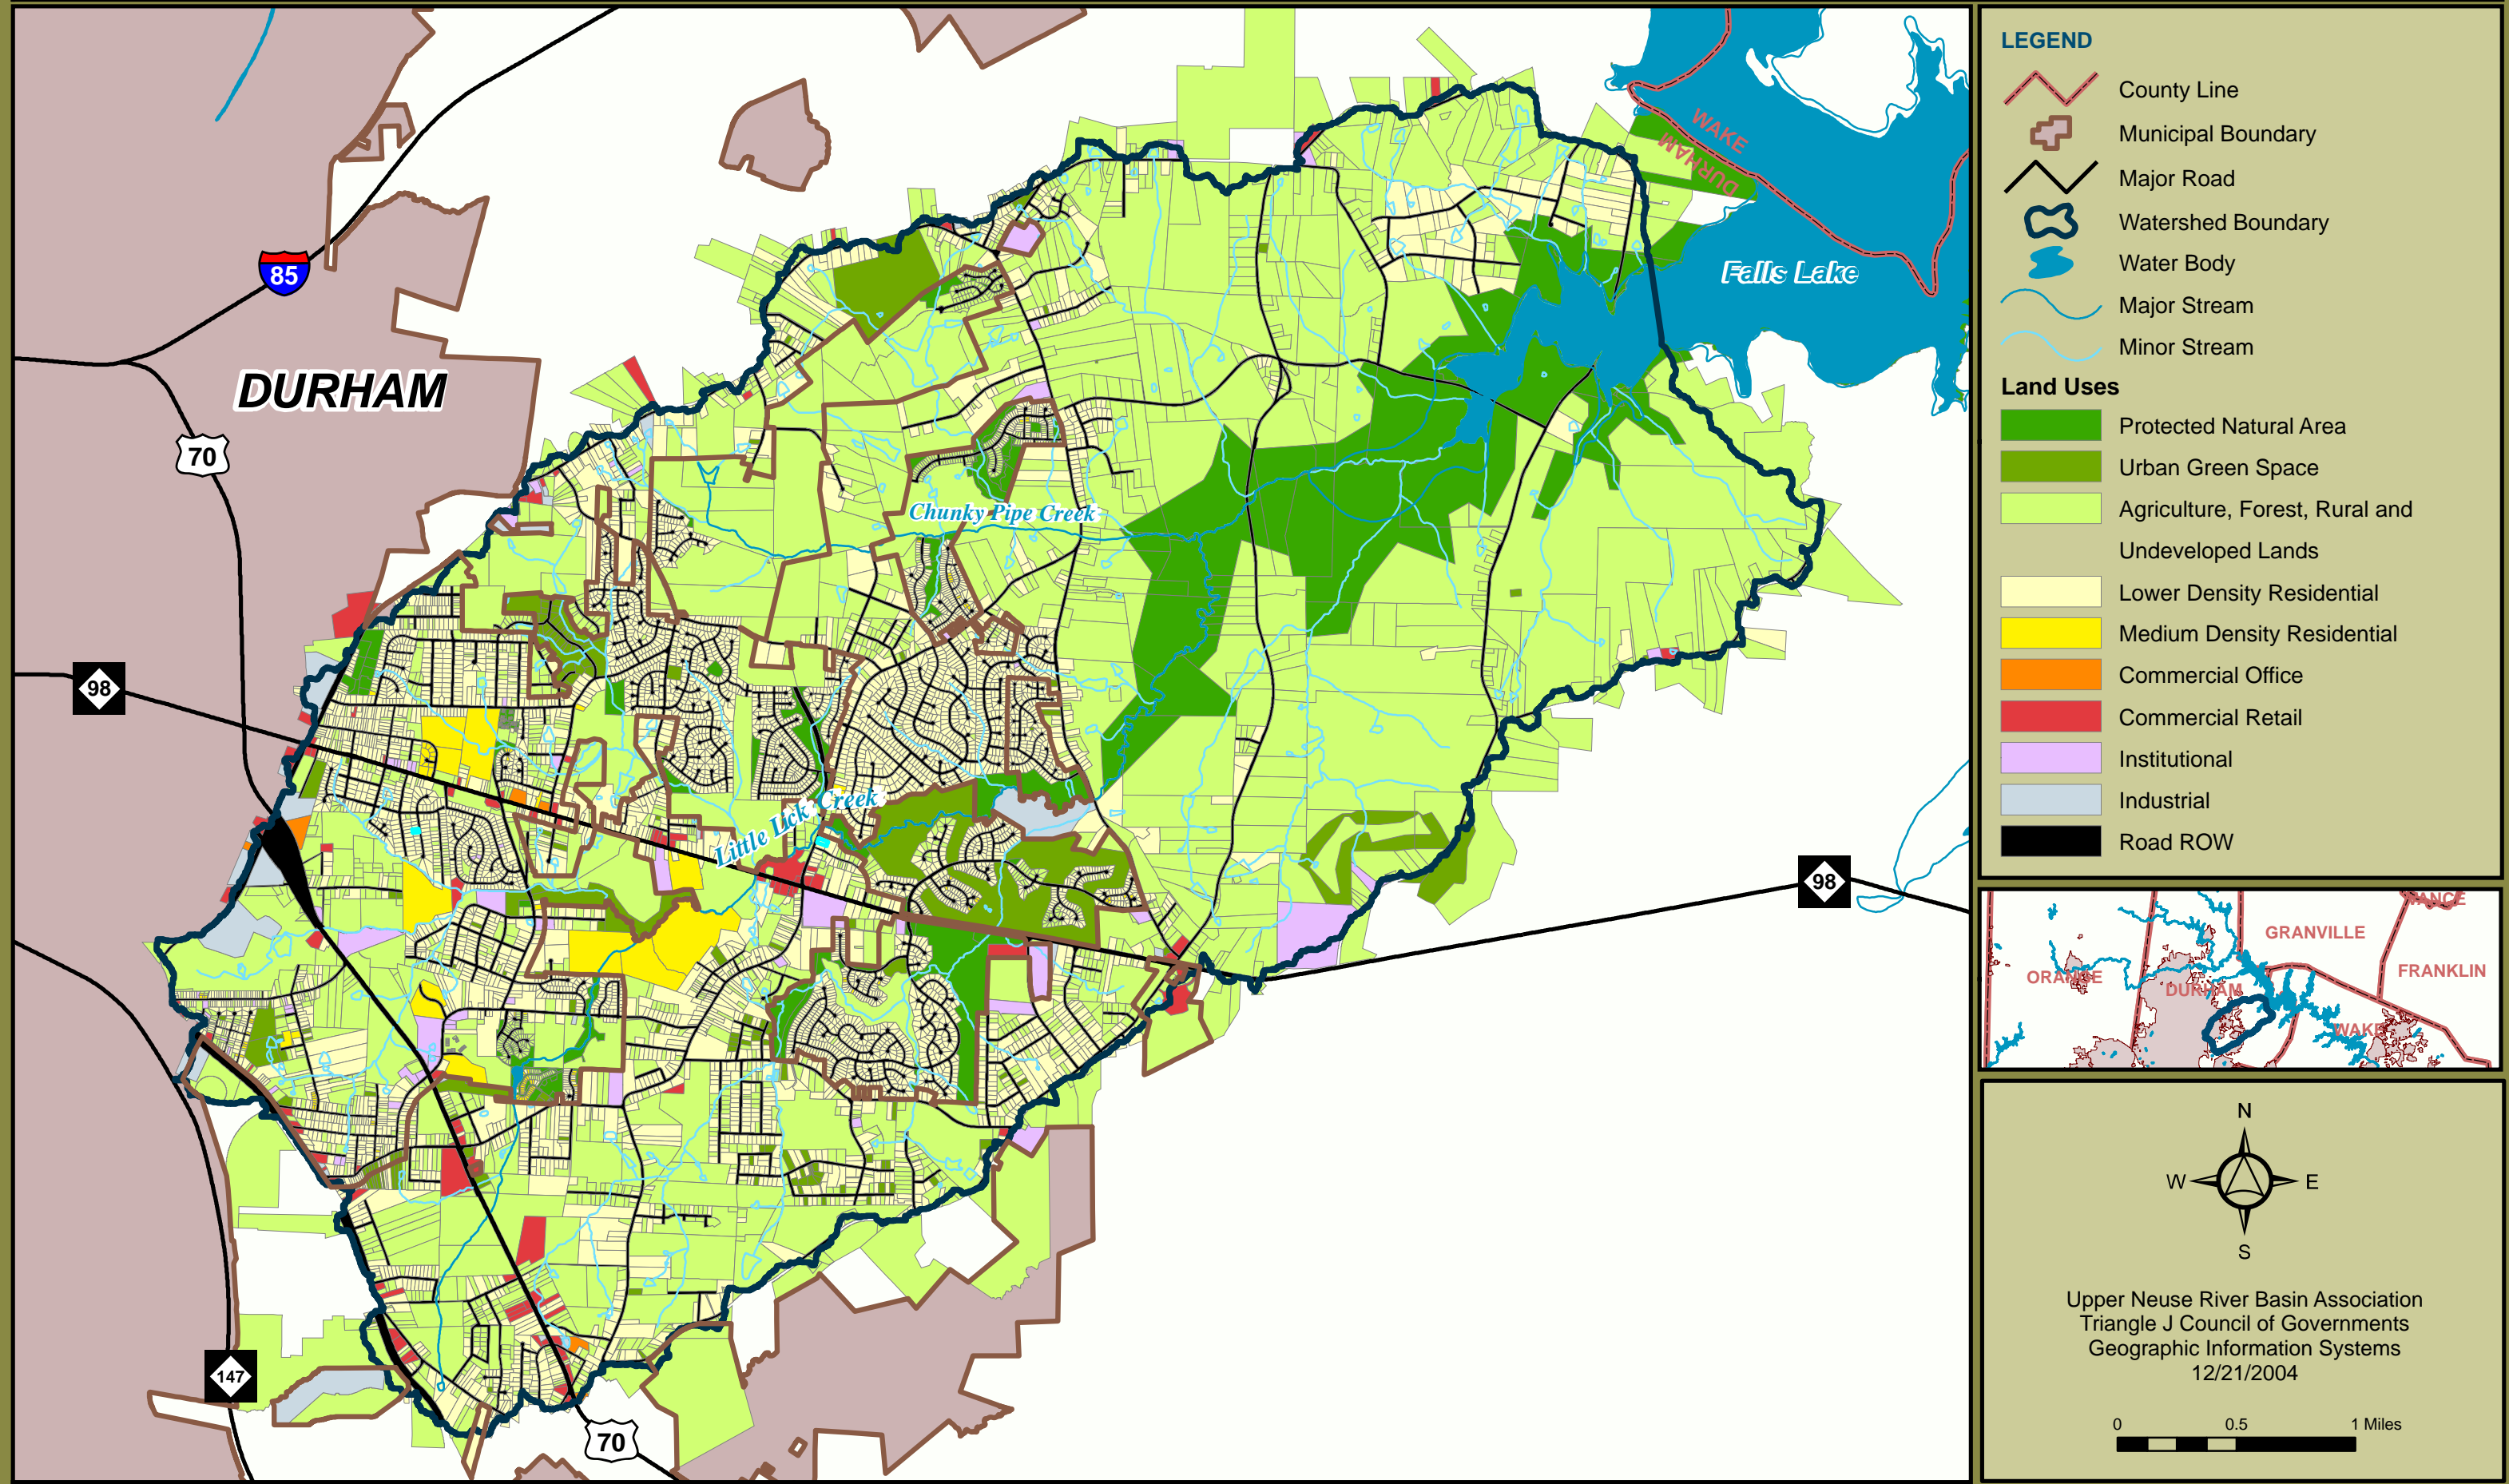 85
DURHAM
70
98
Chunky Pipe Creek
Little Lick Creek
WAKE
DURHAM
Falls Lake
98
147
70
LEGEND
County Line
Municipal Boundary
Major Road
Watershed Boundary
Water Body
Major Stream
Minor Stream
Land Uses
Protected Natural Area
Urban Green Space
Agriculture, Forest, Rural and
Undeveloped Lands
Lower Density Residential
Medium Density Residential
Commercial Office
Commercial Retail
Institutional
Industrial
Road ROW
VANCE
GRANVILLE
FRANKLIN
ORANGE
DURHAM
WAKE
N
W
E
S
Upper Neuse River Basin Association
Triangle J Council of Governments
Geographic Information Systems
12/21/2004
0 0.5 1 Miles